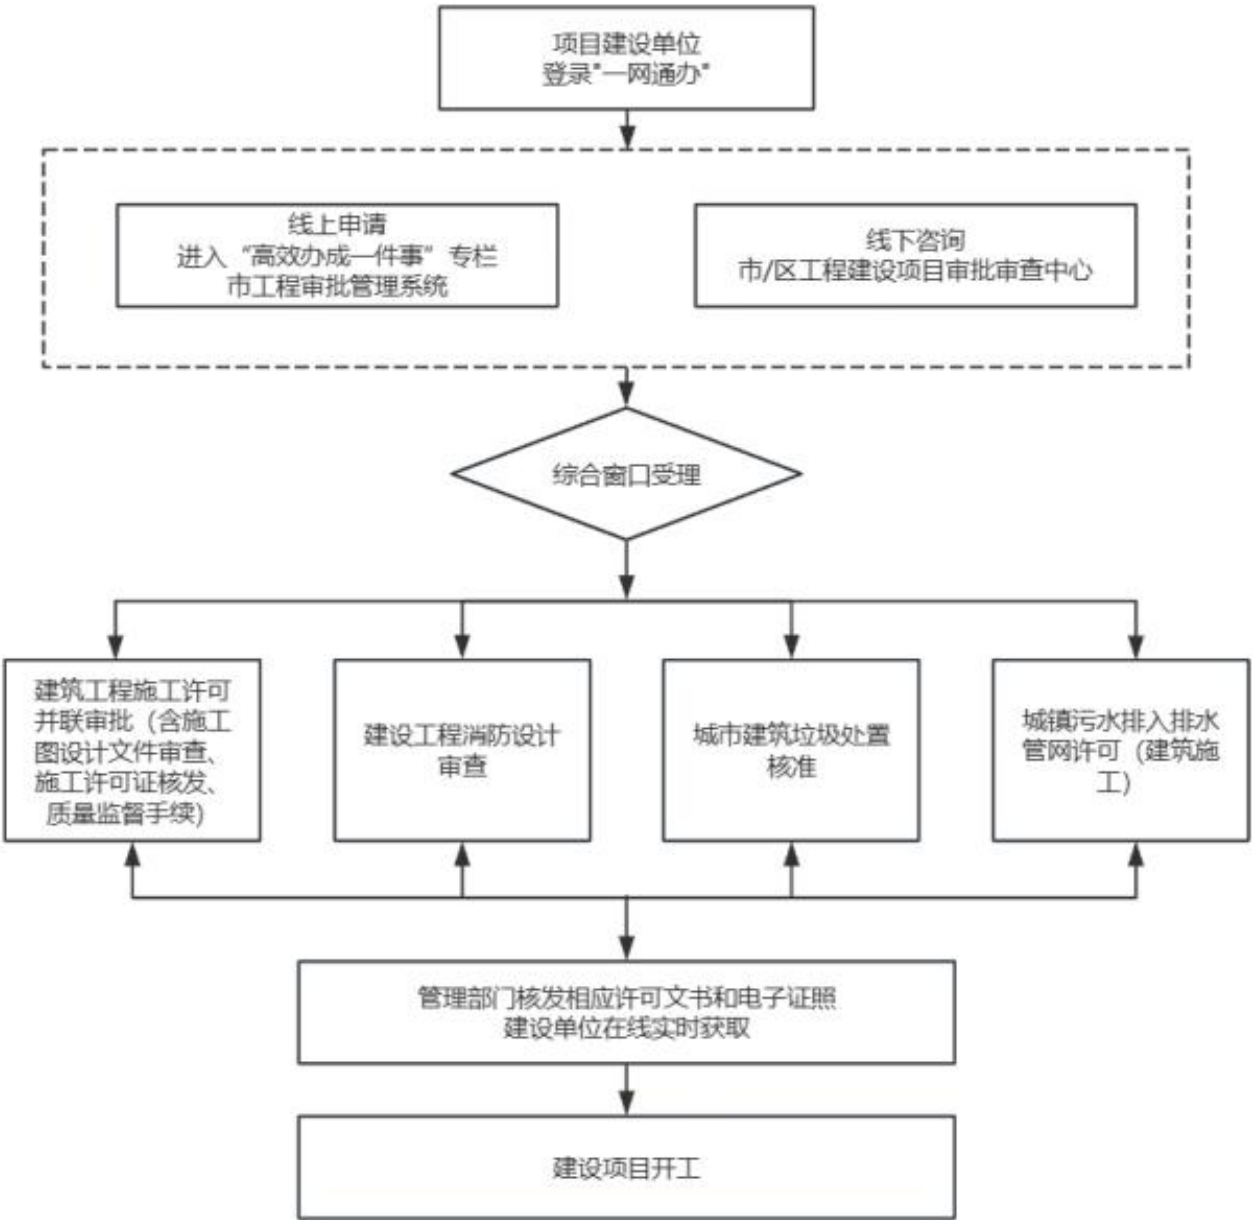 项目建设单位
登录"一网通办"
线上申请
进入“高效办成一件事”专栏
市工程审批管理系统
线下咨询
市/区工程建设项目审批审查中心
综合窗口受理
建筑工程施工许可
并联审批（含施工
图设计文件审查、
施工许可证核发、
质量监督手续）
建设工程消防设计
审查
城市建筑垃圾处置
核准
城镇污水排入排水
管网许可（建筑施
工）
管理部门核发相应许可文书和电子证照
建设单位在线实时获取
建设项目开工